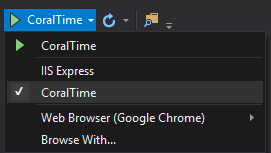 CoralTime
CoralTime
IIS Express
CoralTime
Web Browser (Google Chrome)
Browse With...